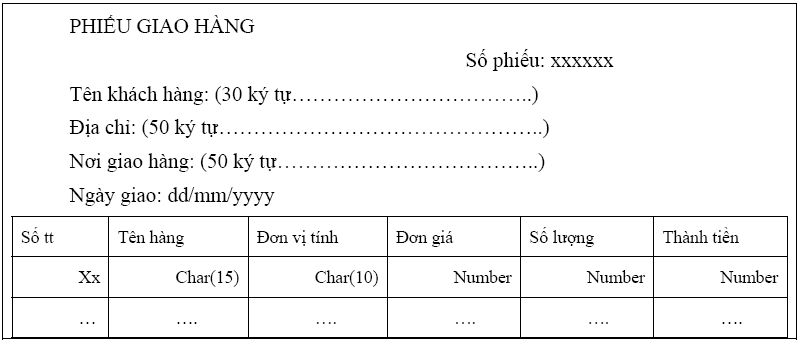 PHIẾU GIAO HÀNG
Số phiếu: xxxxxx
Tên khách hàng: (30 ký tự…………………………….)
Địa chỉ: (50 ký tự………………………………………..)
Nơi giao hàng: (50 ký tự………………………………..)
Ngày giao: dd/mm/yyyy
Số tt Tên hàng Đơn vị tính Đơn giá Số lượng Thành tiền
Xx Char(15) Char(10) Number Number Number
… …. …. …. …. ….